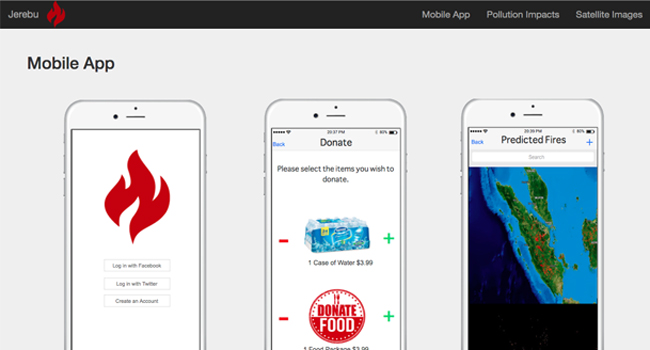 Jerebu
Mobile App
Pollution Impacts
Satellite Images
Mobile App
Log in with Facebook
Log in with Twitter
Create an Account
20:37 PM
Back
Donate
Please select the items you wish to
donate.
1 Case of Water $3.99
DONATE
FOOD
1 Food Package $3.99
20:39 PM
80%
Back
Predicted Fires
+
Search